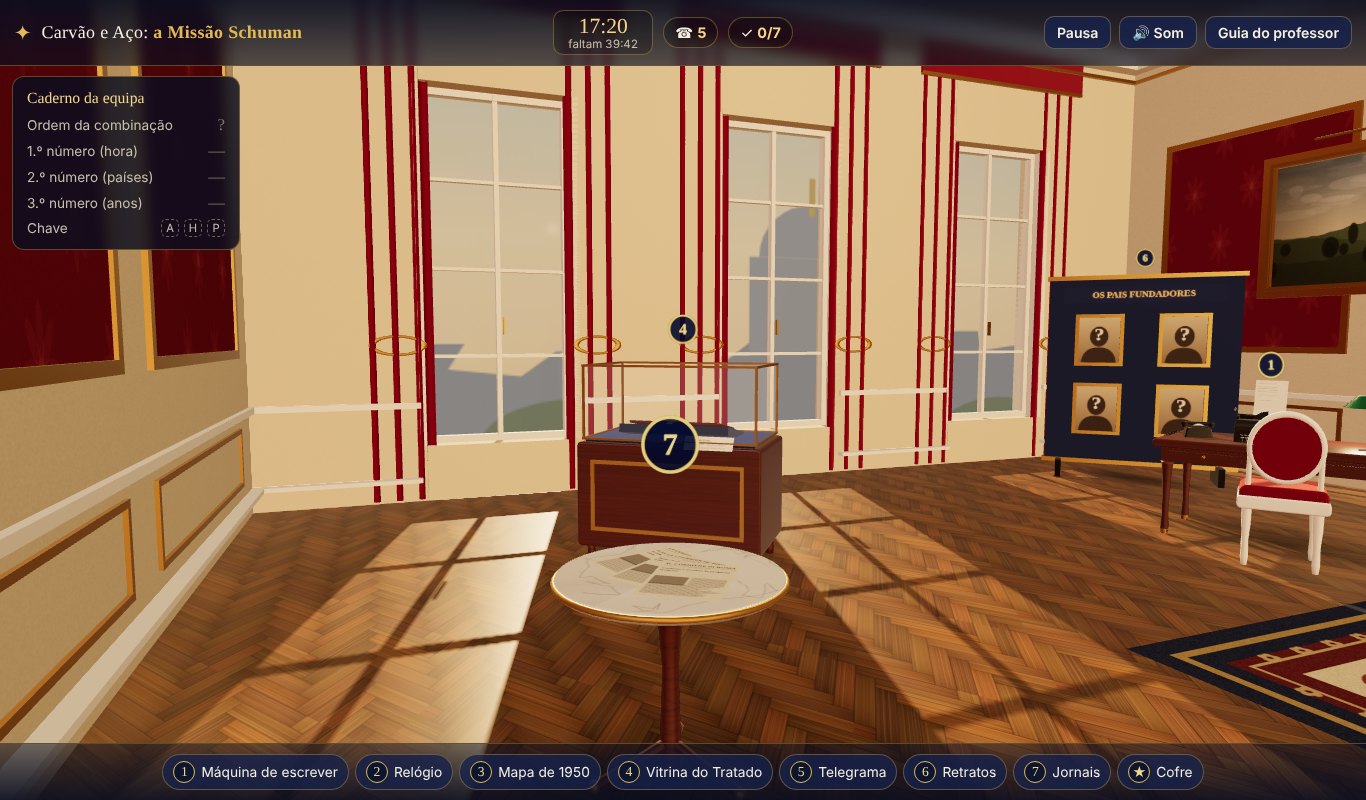 ✦ Carvão e Aço: a Missão Schuman
17:20
faltam 39:42
☎ 5
✓ 0/7
Pausa
🔊 Som
Guia do professor
Caderno da equipa
Ordem da combinação ?
1.º número (hora) —
2.º número (países) —
3.º número (anos) —
Chave A H P
6
OS PAIS FUNDADORES
? ?
? ?
4
1
7
1 Máquina de escrever
2 Relógio
3 Mapa de 1950
4 Vitrina do Tratado
5 Telegrama
6 Retratos
7 Jornais
★ Cofre